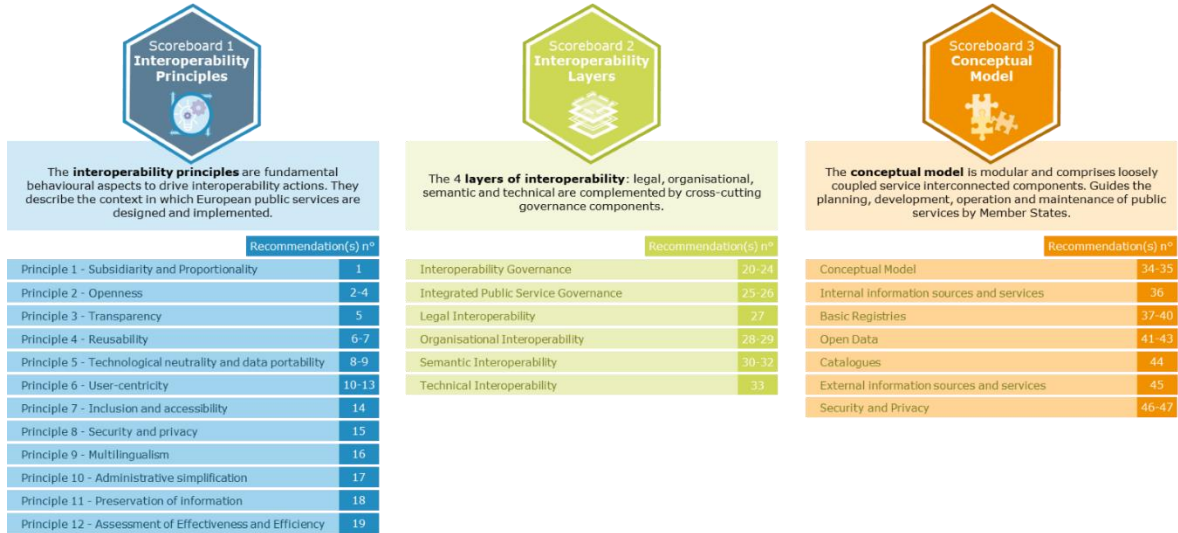 Scoreboard 1
Interoperability
Principles
The interoperability principles are fundamental
behavioural aspects to drive interoperability actions. They
describe the context in which European public services are
designed and implemented.
Recommendation(s) nº
Principle 1 - Subsidiarity and Proportionality 1
Principle 2 - Openness 2-4
Principle 3 - Transparency 5
Principle 4 - Reusability 6-7
Principle 5 - Technological neutrality and data portability 8-9
Principle 6 - User-centricity 10-13
Principle 7 - Inclusion and accessibility 14
Principle 8 - Security and privacy 15
Principle 9 - Multilingualism 16
Principle 10 - Administrative simplification 17
Principle 11 - Preservation of information 18
Principle 12 - Assessment of Effectiveness and Efficiency 19
Scoreboard 2
Interoperability
Layers
The 4 layers of interoperability: legal, organisational,
semantic and technical are complemented by cross-cutting
governance components.
Recommendation(s) nº
Interoperability Governance 20-24
Integrated Public Service Governance 25-26
Legal Interoperability 27
Organisational Interoperability 28-29
Semantic Interoperability 30-32
Technical Interoperability 33
Scoreboard 3
Conceptual
Model
The conceptual model is modular and comprises loosely
coupled service interconnected components. Guides the
planning, development, operation and maintenance of public
services by Member States.
Recommendation(s) nº
Conceptual Model 34-35
Internal information sources and services 36
Basic Registries 37-40
Open Data 41-43
Catalogues 44
External information sources and services 45
Security and Privacy 46-47